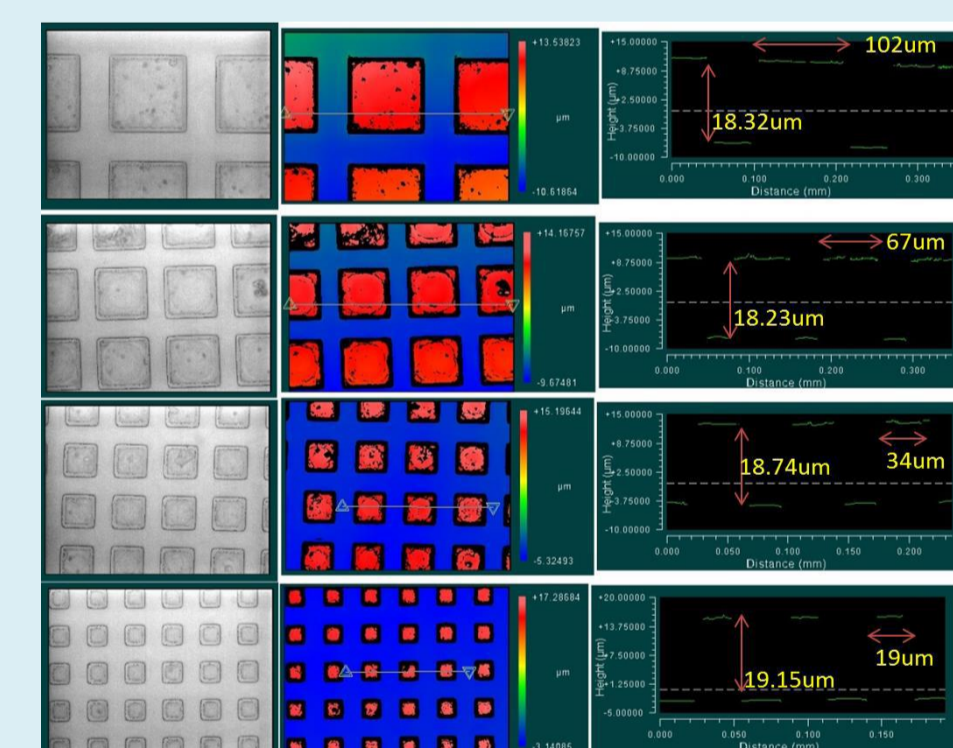 +13.53823
μm
-10.61864
+15.00000
+8.75000
+2.50000
-3.75000
-10.00000
Height (μm)
102um
18.32um
0.000 0.100 0.200 0.300
Distance (mm)
+14.16757
μm
-9.67481
+15.00000
+8.75000
+2.50000
-3.75000
-10.00000
Height (μm)
67um
18.23um
0.000 0.100 0.200 0.300
Distance (mm)
+15.19644
μm
-5.32493
+15.00000
+8.75000
+2.50000
-3.75000
-10.00000
Height (μm)
34um
18.74um
0.000 0.050 0.100 0.150 0.200
Distance (mm)
+17.28684
μm
-3.14085
+20.00000
+13.75000
+7.50000
+1.25000
-5.00000
Height (μm)
19um
19.15um
0.000 0.050 0.100 0.150
Distance (mm)